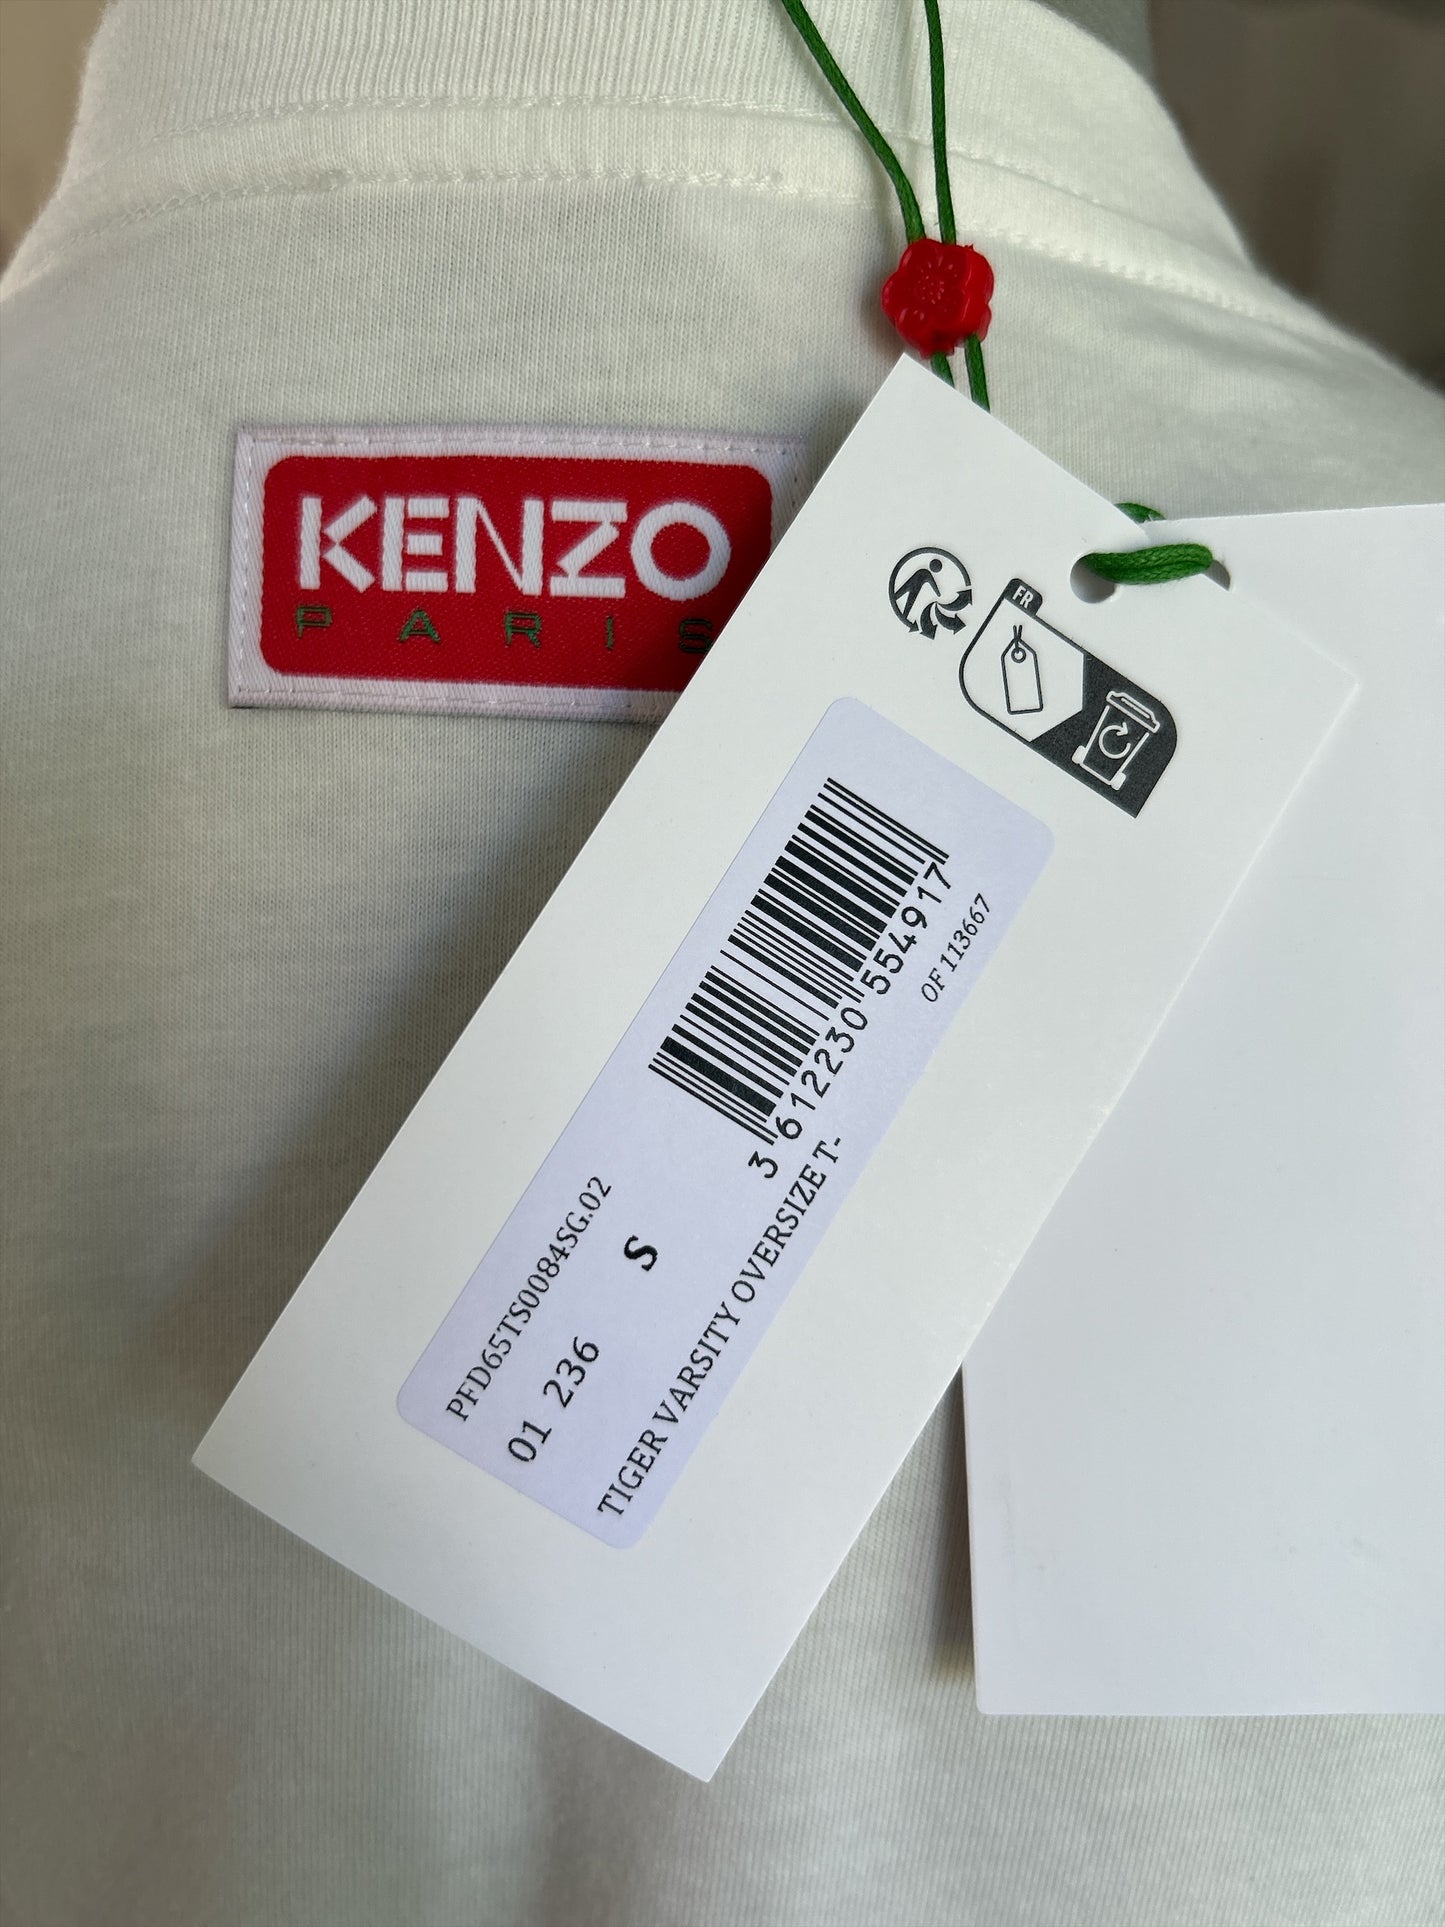 KENZO
PARIS
FR
3 612230 554917
OF 113667
PFD65TS0084SG.02
01 236 S
TIGER VARSITY OVERSIZE T-